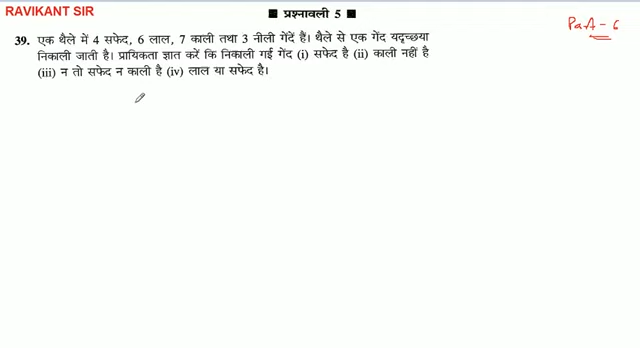 RAVIKANT SIR
■ प्रश्नावली 5 ■
Part - 6
39. एक थैले में 4 सफेद, 6 लाल, 7 काली तथा 3 नीली गेंदें हैं। थैले से एक गेंद यदृच्छया
निकाली जाती है। प्रायिकता ज्ञात करें कि निकाली गई गेंद (i) सफेद है (ii) काली नहीं है
(iii) न तो सफेद न काली है (iv) लाल या सफेद है।